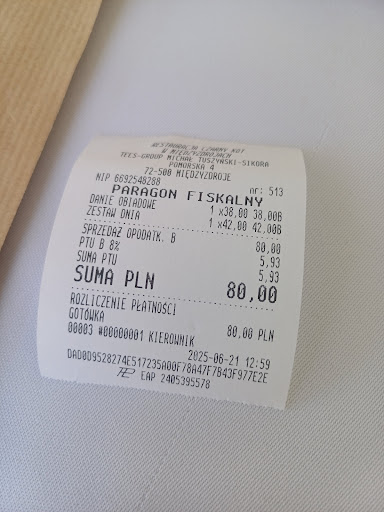 RESTAURACJA CZARNY KOT
W MIĘDZYZDROJACH
TEES-GROUP MICHAŁ TUSZYŃSKI-SIKORA
POMORSKA 4
72-500 MIĘDZYZDROJE
NIP 6692548288 nr: 513
PARAGON FISKALNY
DANIE OBIADOWE 1 x38,00 38,00B
ZESTAW DNIA 1 x42,00 42,00B
SPRZEDAŻ OPODATK. B 80,00
PTU B 8% 5,93
SUMA PTU 5,93
SUMA PLN 80,00
ROZLICZENIE PŁATNOŚCI
GOTÓWKA 80,00 PLN
00003 #00000001 KIEROWNIK 2025-06-21 12:59
DAD0D9528274E517235A00F78A47F7B43F977E2E
EAP 2405395578